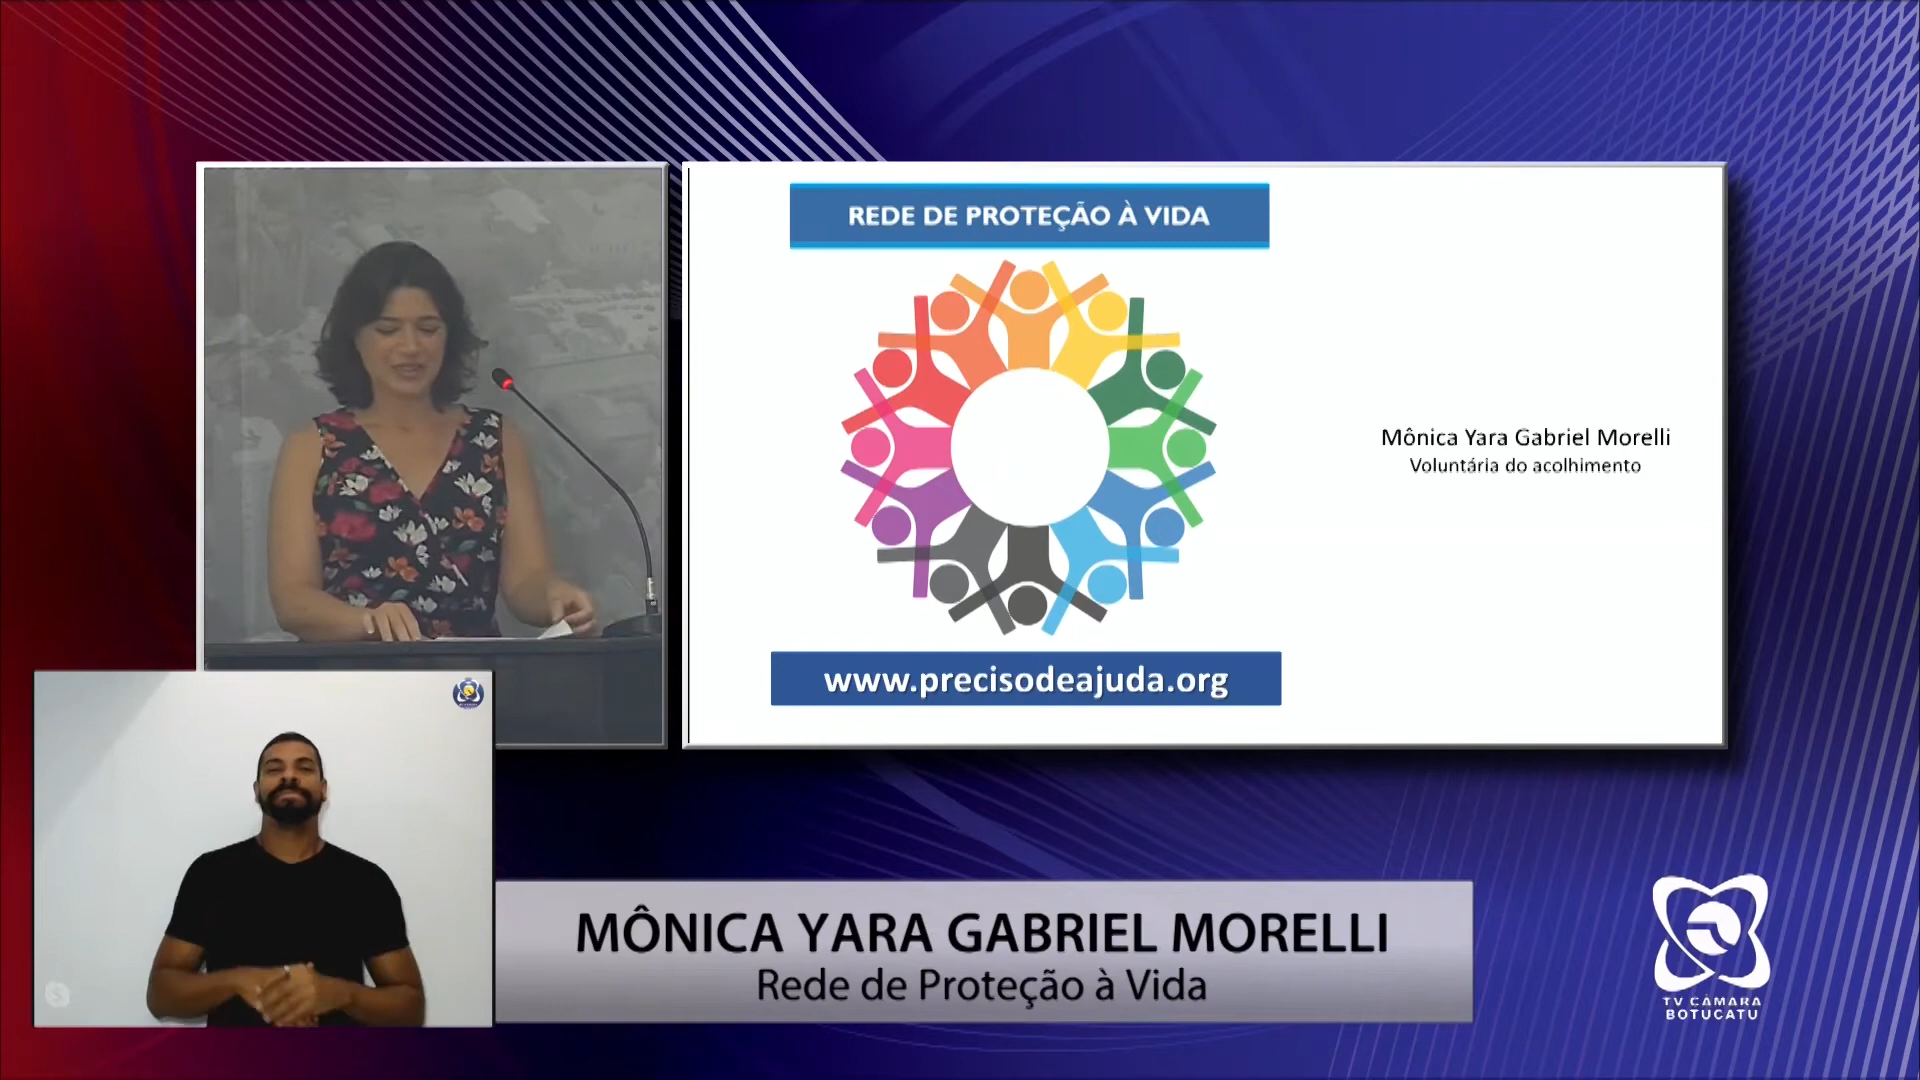 REDE DE PROTEÇÃO À VIDA
Mônica Yara Gabriel Morelli
Voluntária do acolhimento
www.precisodeajuda.org
MÔNICA YARA GABRIEL MORELLI
Rede de Proteção à Vida
TV CÂMARA
BOTUCATU